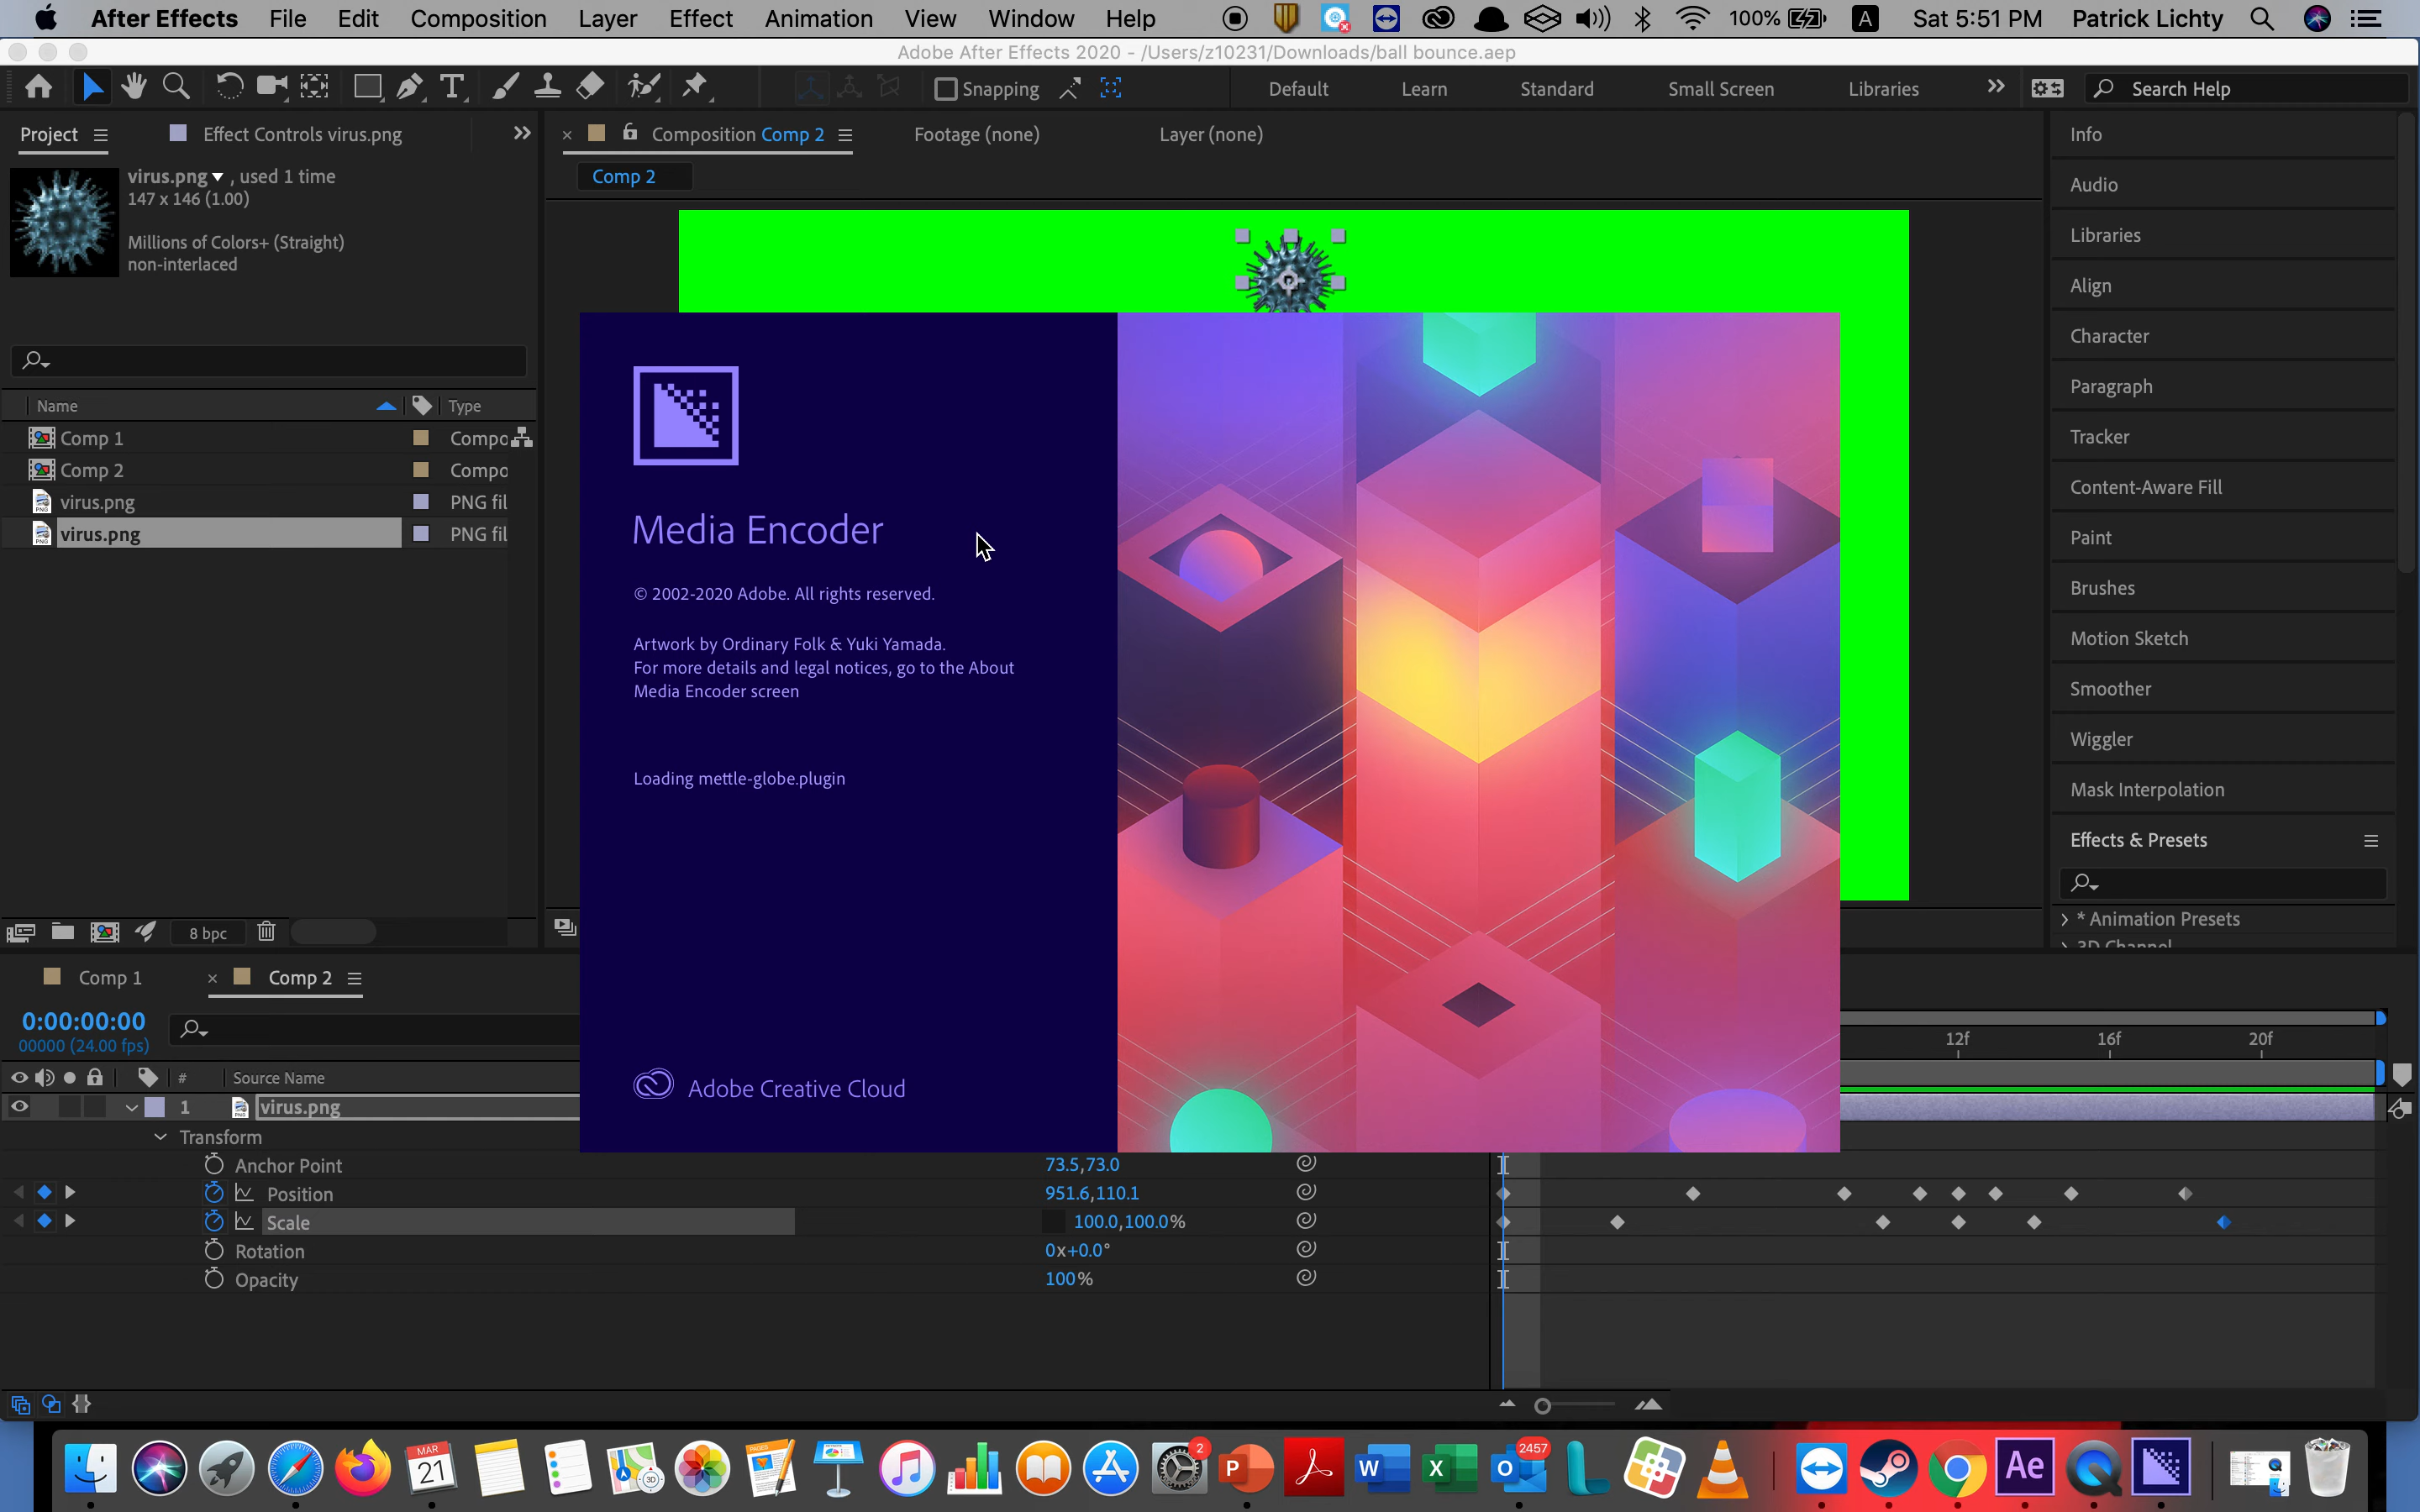 After Effects File Edit Composition Layer Effect Animation View Window Help 100% A Sat 5:51 PM Patrick Lichty
Adobe After Effects 2020 - /Users/z10231/Downloads/ball bounce.aep
T Snapping Default Learn Standard Small Screen Libraries Search Help
Project Effect Controls virus.png
Composition Comp 2 Footage (none) Layer (none)
virus.png , used 1 time
147 x 146 (1.00)
Millions of Colors+ (Straight)
non-interlaced
Comp 2
Name Type
Comp 1 Compo
Comp 2 Compo
virus.png PNG fil
virus.png PNG fil
8 bpc
Media Encoder
© 2002-2020 Adobe. All rights reserved.
Artwork by Ordinary Folk & Yuki Yamada.
For more details and legal notices, go to the About
Media Encoder screen
Loading mettle-globe.plugin
Adobe Creative Cloud
Info
Audio
Libraries
Align
Character
Paragraph
Tracker
Content-Aware Fill
Paint
Brushes
Motion Sketch
Smoother
Wiggler
Mask Interpolation
Effects & Presets
* Animation Presets
3D Channel
Comp 1 Comp 2
0:00:00:00
00000 (24.00 fps)
12f 16f 20f
# Source Name
1 virus.png
Transform
Anchor Point 73.5,73.0
Position 951.6,110.1
Scale 100.0,100.0%
Rotation 0x+0.0°
Opacity 100%
MAR
21
PAGES
3D
2
P
W
X
2457
O
Ae